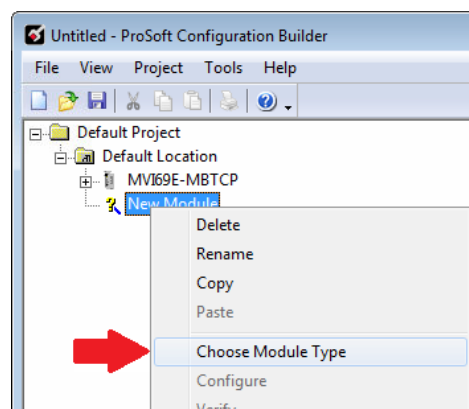 Untitled - ProSoft Configuration Builder
File View Project Tools Help
Default Project
Default Location
MVI69E-MBTCP
New Module
Delete
Rename
Copy
Paste
Choose Module Type
Configure